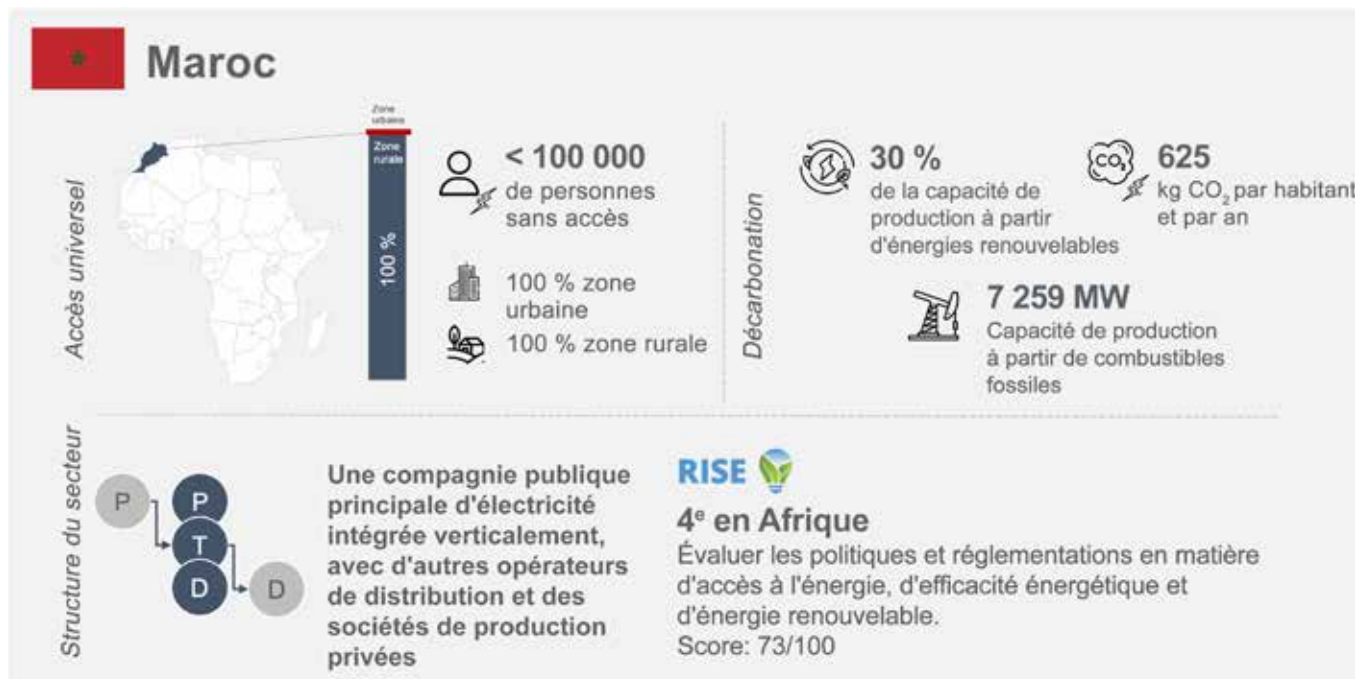 Maroc
Accès universel
Zone
urbaine
Zone
rurale
100 %
< 100 000
de personnes
sans accès
100 % zone
urbaine
100 % zone rurale
Décarbonation
30 %
de la capacité de
production à partir
d'énergies renouvelables
CO₂
625
kg CO₂ par habitant
et par an
7 259 MW
Capacité de production
à partir de combustibles
fossiles
Structure du secteur
P
P
T
D
D
Une compagnie publique
principale d'électricité
intégrée verticalement,
avec d'autres opérateurs
de distribution et des
sociétés de production
privées
RISE
4ᵉ en Afrique
Évaluer les politiques et réglementations en matière
d'accès à l'énergie, d'efficacité énergétique et
d'énergie renouvelable.
Score: 73/100